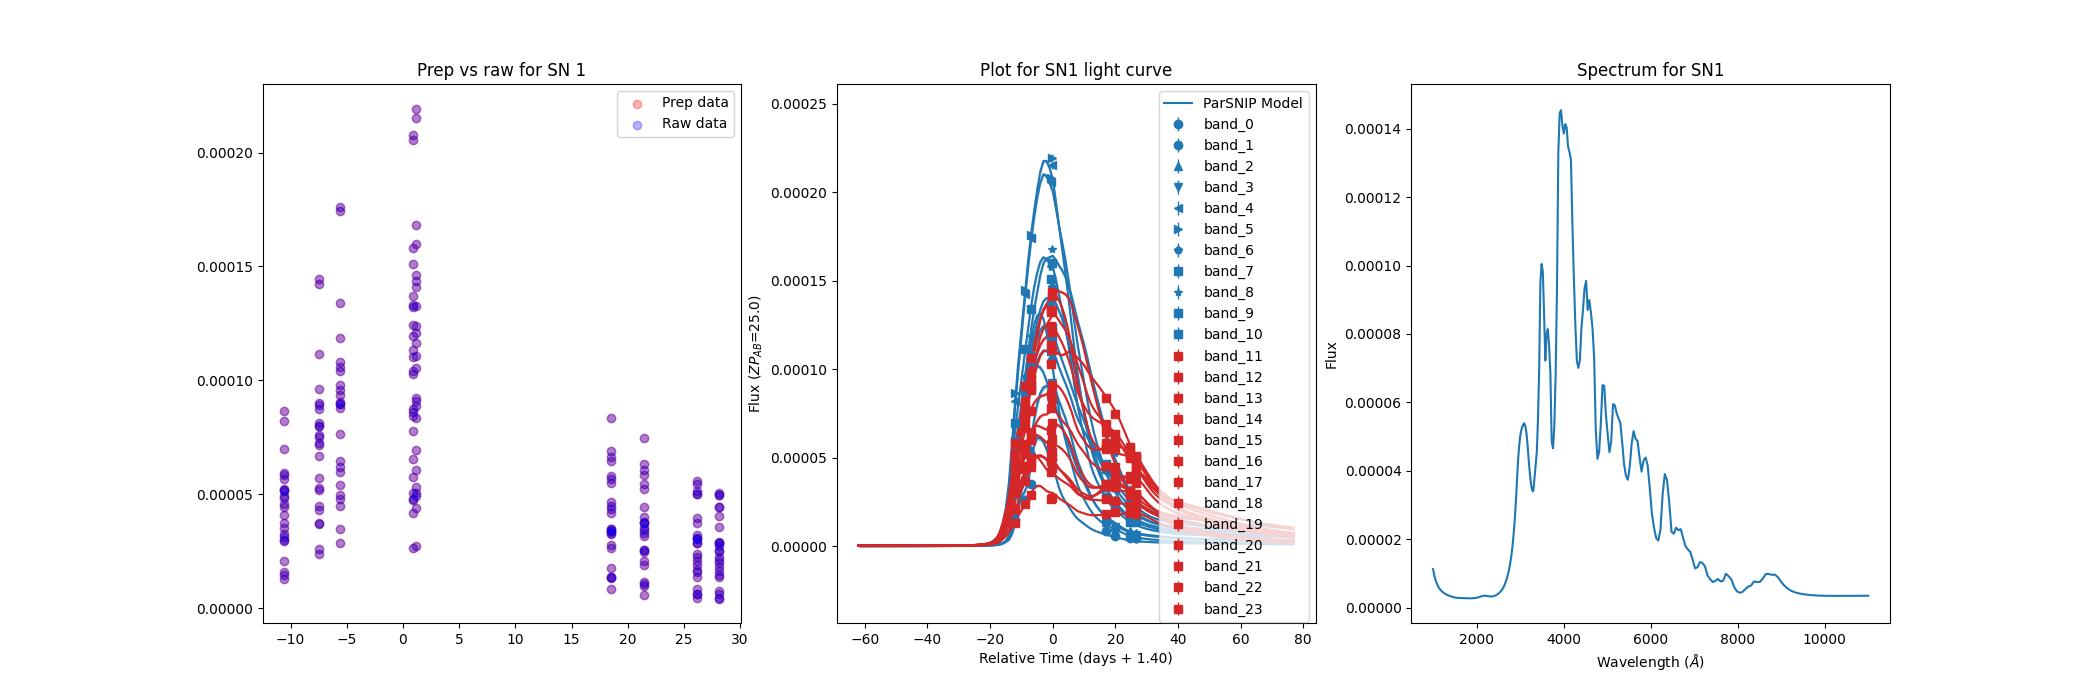 Prep vs raw for SN 1
Prep data
Raw data
0.00020
0.00015
0.00010
0.00005
0.00000
−10 −5 0 5 10 15 20 25 30
Plot for SN1 light curve
Flux (ZP_AB=25.0)
0.00025
0.00020
0.00015
0.00010
0.00005
0.00000
ParSNIP Model
band_0
band_1
band_2
band_3
band_4
band_5
band_6
band_7
band_8
band_9
band_10
band_11
band_12
band_13
band_14
band_15
band_16
band_17
band_18
band_19
band_20
band_21
band_22
band_23
−60 −40 −20 0 20 40 60 80
Relative Time (days + 1.40)
Spectrum for SN1
Flux
0.00014
0.00012
0.00010
0.00008
0.00006
0.00004
0.00002
0.00000
2000 4000 6000 8000 10000
Wavelength (Å)